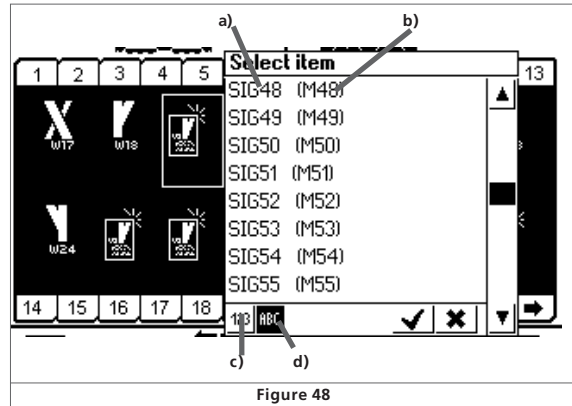 a) b)
Select item
1 2 3 4 5 13
SIG48 (M48)
SIG49 (M49)
SIG50 (M50)
SIG51 (M51)
SIG52 (M52)
SIG53 (M53)
SIG54 (M54)
SIG55 (M55)
W17 W18
W24
14 15 16 17 18
123 ABC
c) d)
Figure 48